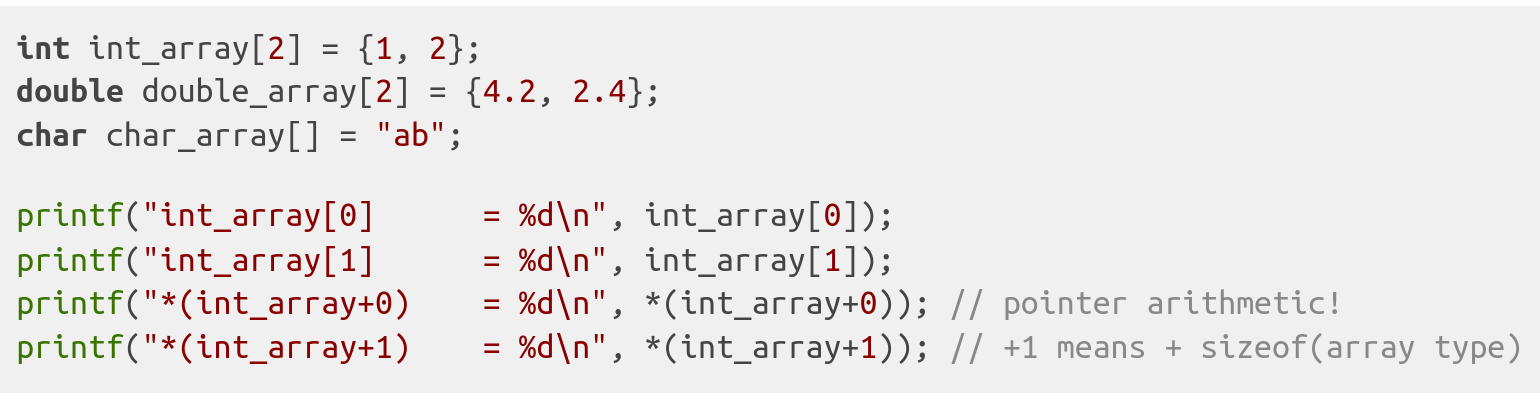 int int_array[2] = {1, 2};
double double_array[2] = {4.2, 2.4};
char char_array[] = "ab";

printf("int_array[0]      = %d\n", int_array[0]);
printf("int_array[1]      = %d\n", int_array[1]);
printf("*(int_array+0)    = %d\n", *(int_array+0)); // pointer arithmetic!
printf("*(int_array+1)    = %d\n", *(int_array+1)); // +1 means + sizeof(array type)